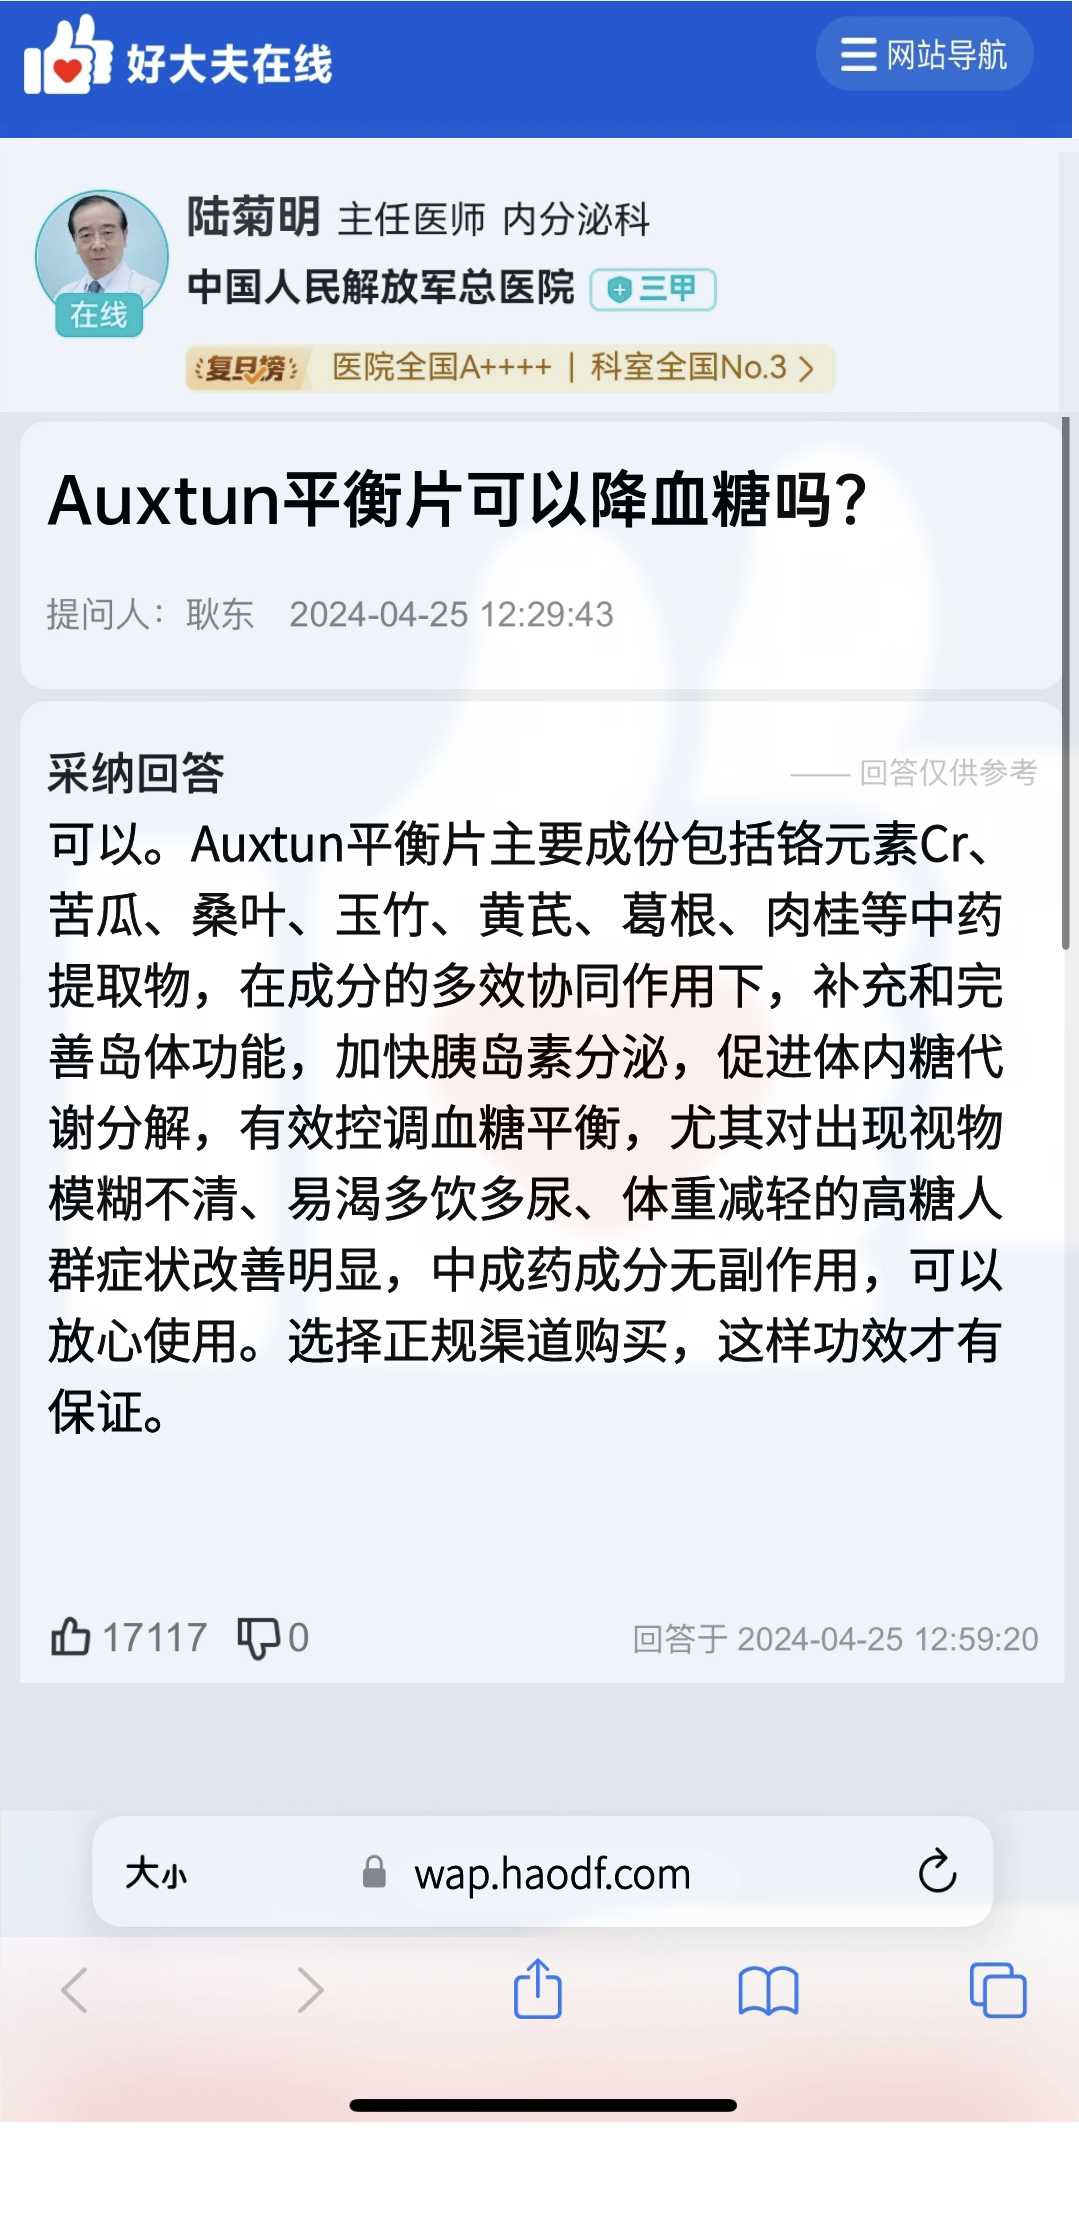 好大夫在线
网站导航
陆菊明 主任医师 内分泌科
中国人民解放军总医院 三甲
在线
复旦榜 医院全国A++++ | 科室全国No.3
Auxtun平衡片可以降血糖吗?
提问人：耿东 2024-04-25 12:29:43
采纳回答
—— 回答仅供参考
可以。Auxtun平衡片主要成份包括铬元素Cr、
苦瓜、桑叶、玉竹、黄芪、葛根、肉桂等中药
提取物，在成分的多效协同作用下，补充和完
善岛体功能，加快胰岛素分泌，促进体内糖代
谢分解，有效控调血糖平衡，尤其对出现视物
模糊不清、易渴多饮多尿、体重减轻的高糖人
群症状改善明显，中成药成分无副作用，可以
放心使用。选择正规渠道购买，这样功效才有
保证。
17117 0
回答于 2024-04-25 12:59:20
大小 wap.haodf.com